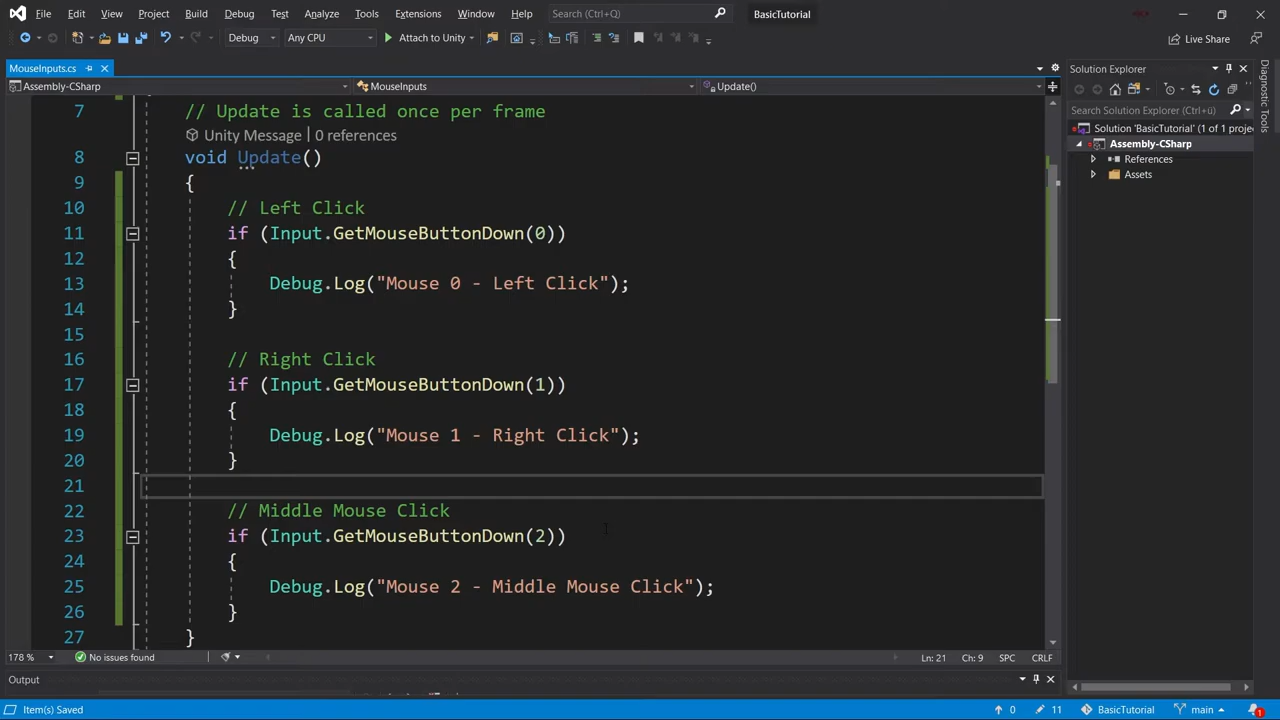 File Edit View Project Build Debug Test Analyze Tools Extensions Window Help Search (Ctrl+Q) BasicTutorial
Debug Any CPU Attach to Unity Live Share
MouseInputs.cs
Assembly-CSharp MouseInputs Update()
7 // Update is called once per frame
Unity Message | 0 references
8 void Update()
9 {
10 // Left Click
11 if (Input.GetMouseButtonDown(0))
12 {
13 Debug.Log("Mouse 0 - Left Click");
14 }
15
16 // Right Click
17 if (Input.GetMouseButtonDown(1))
18 {
19 Debug.Log("Mouse 1 - Right Click");
20 }
21
22 // Middle Mouse Click
23 if (Input.GetMouseButtonDown(2))
24 {
25 Debug.Log("Mouse 2 - Middle Mouse Click");
26 }
27 }
178 % No issues found Ln: 21 Ch: 9 SPC CRLF
Output
Solution Explorer
Search Solution Explorer (Ctrl+ü)
Solution 'BasicTutorial' (1 of 1 proje
Assembly-CSharp
References
Assets
Diagnostic Tools
Item(s) Saved 0 11 BasicTutorial main 1